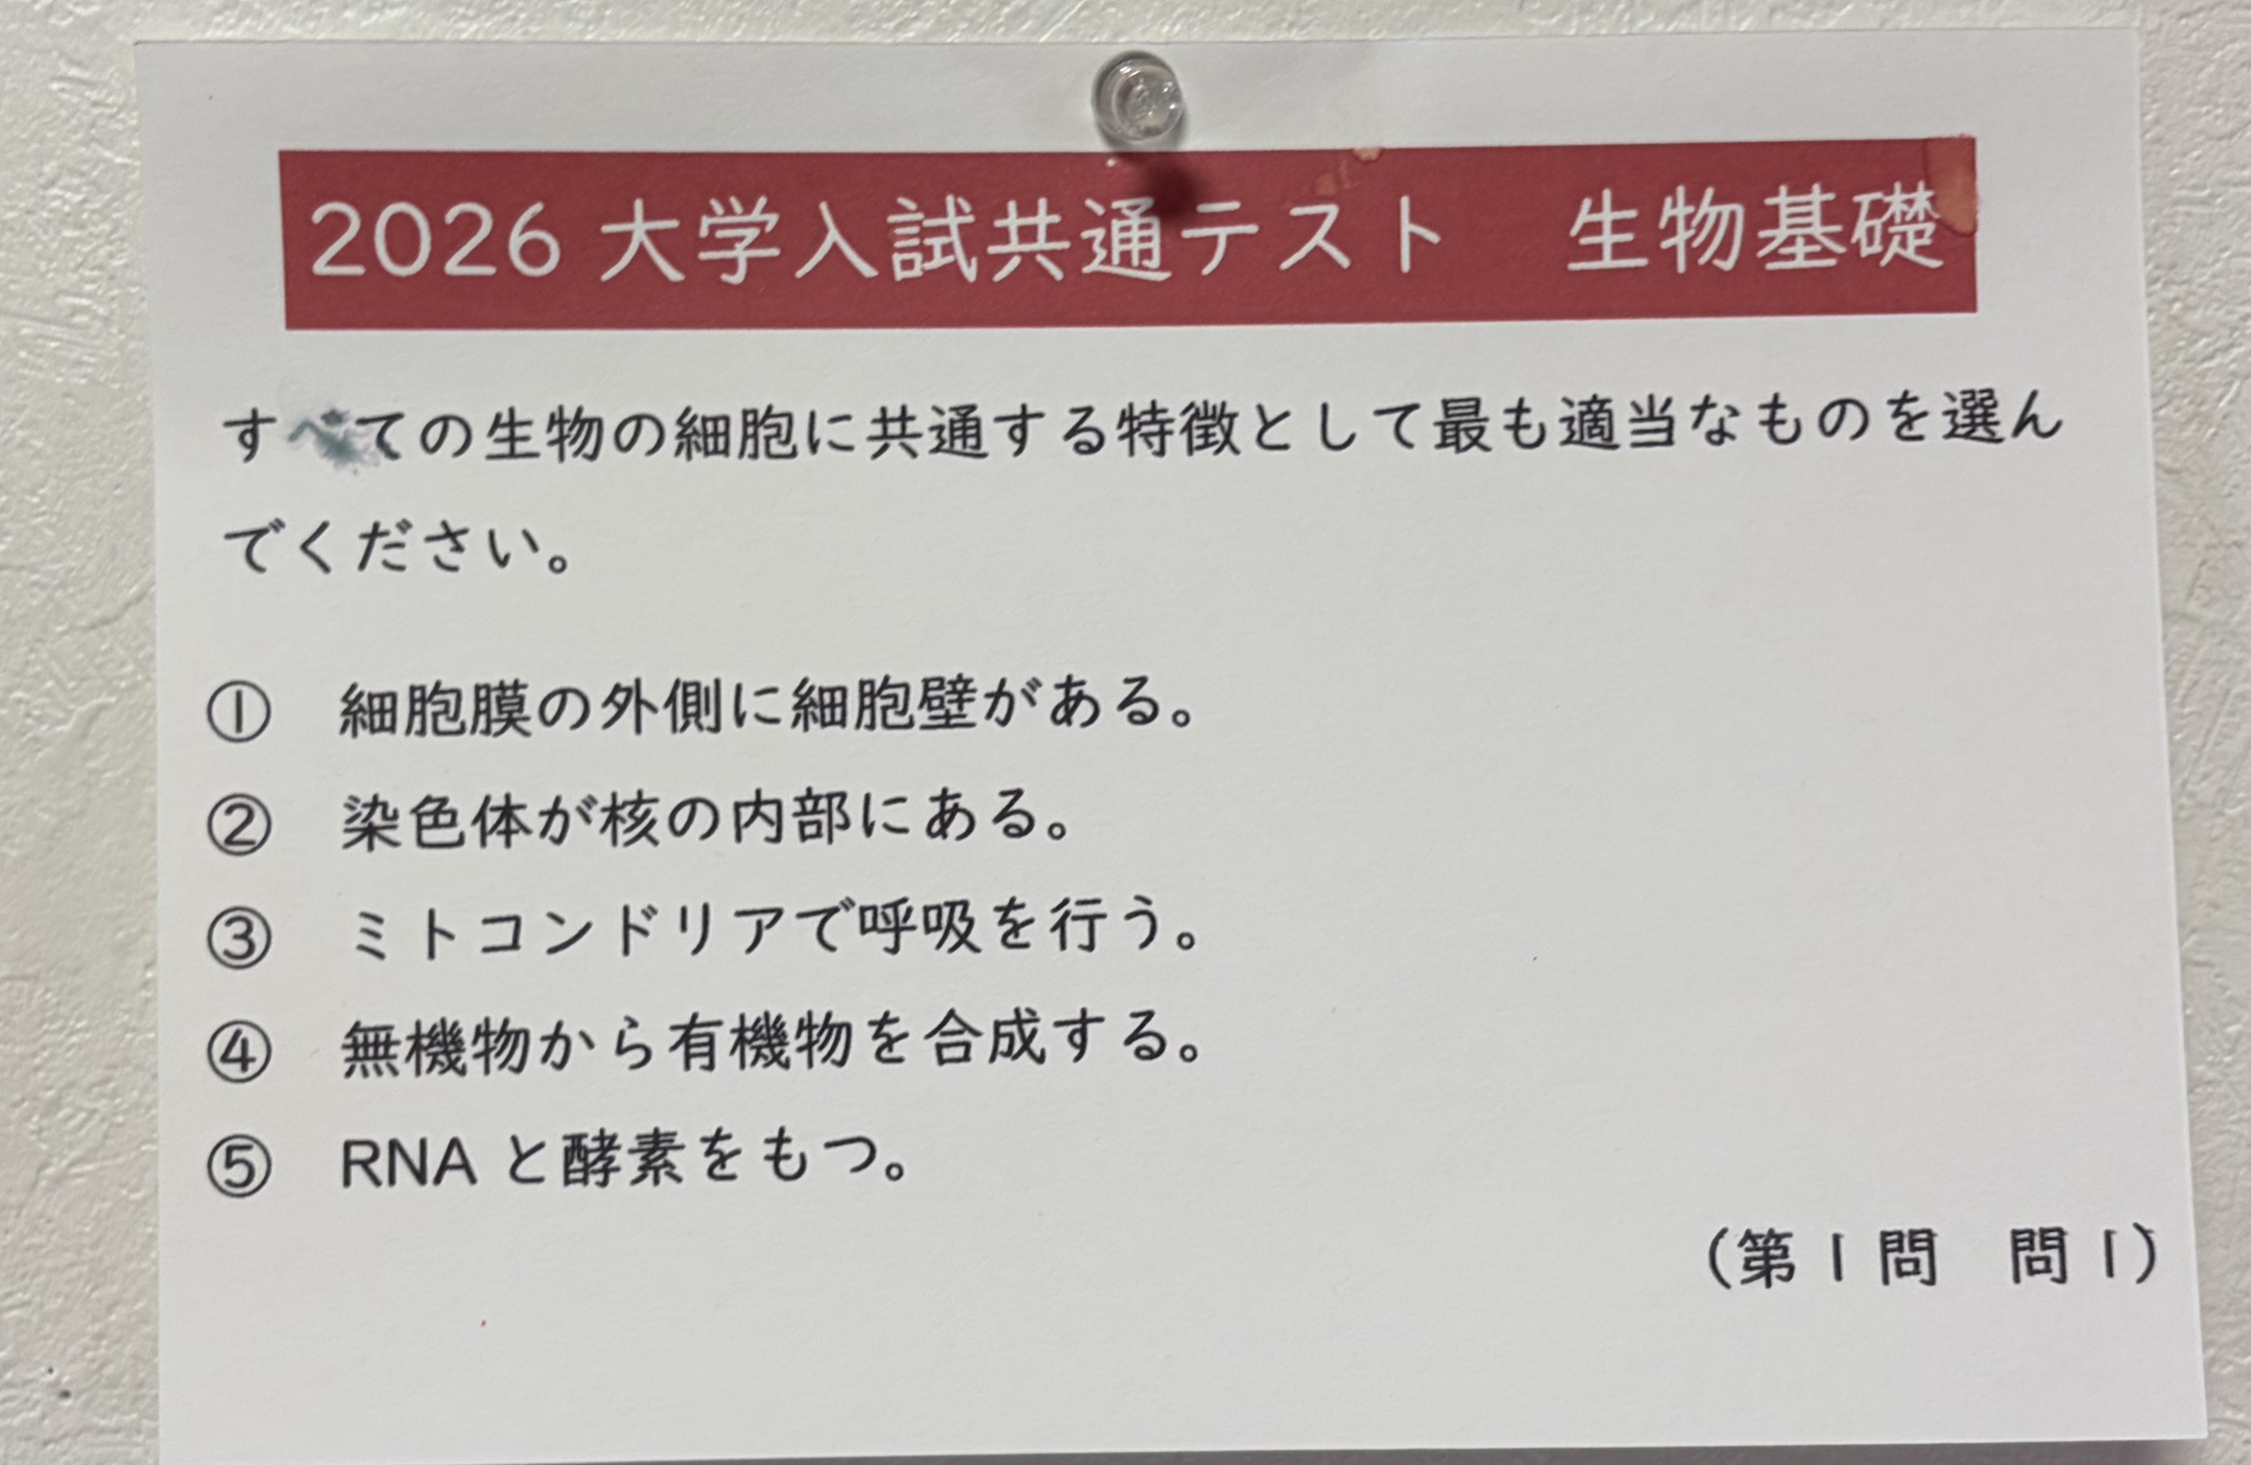 2026 大学入試共通テスト　生物基礎
すべての生物の細胞に共通する特徴として最も適当なものを選ん
でください。
①　細胞膜の外側に細胞壁がある。
②　染色体が核の内部にある。
③　ミトコンドリアで呼吸を行う。
④　無機物から有機物を合成する。
⑤　RNA と酵素をもつ。
（第1問　問1）